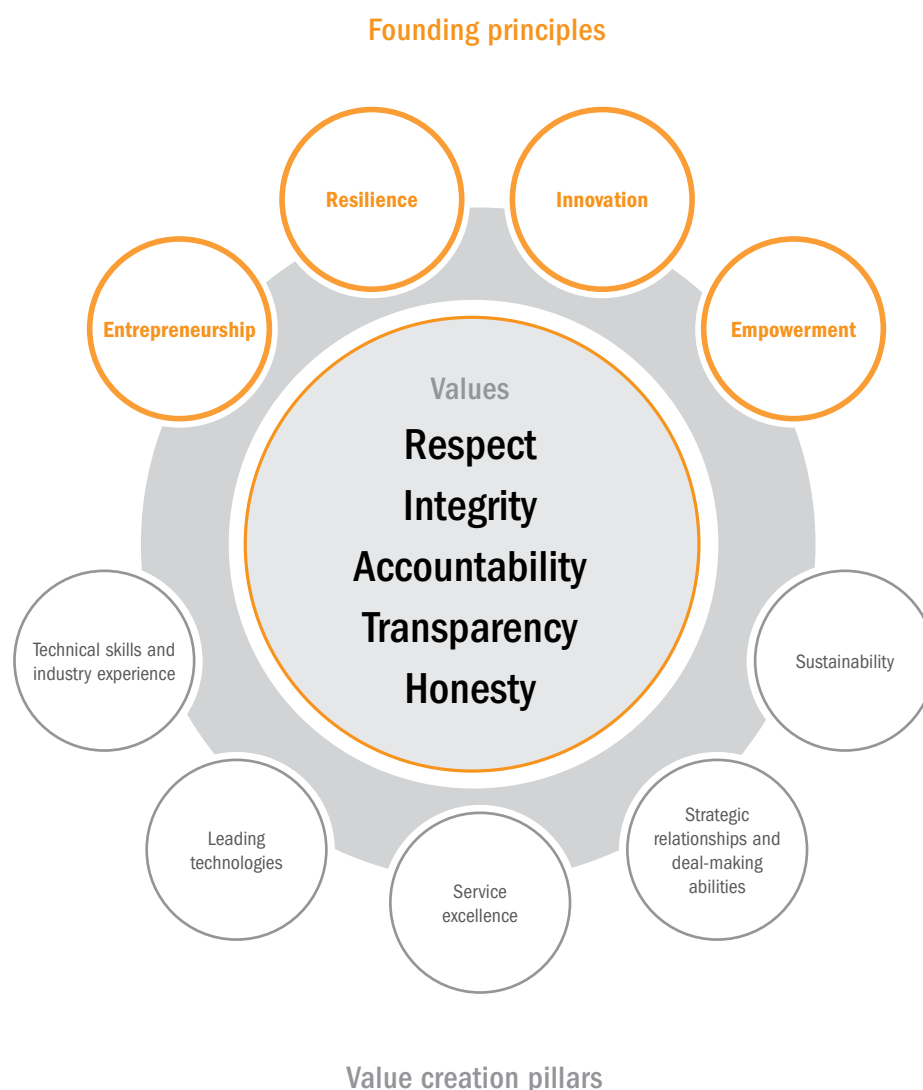 Founding principles
Resilience
Innovation
Entrepreneurship
Empowerment
Values
Respect
Integrity
Accountability
Transparency
Honesty
Technical skills and
industry experience
Sustainability
Leading
technologies
Strategic
relationships and
deal-making
abilities
Service
excellence
Value creation pillars